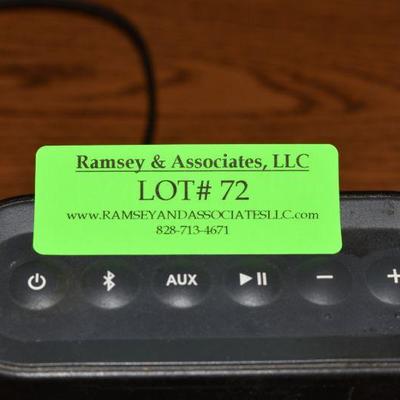 Ramsey & Associates, LLC
LOT# 72
www.RAMSEYANDASSOCIATESLLC.com
828-713-4671
AUX